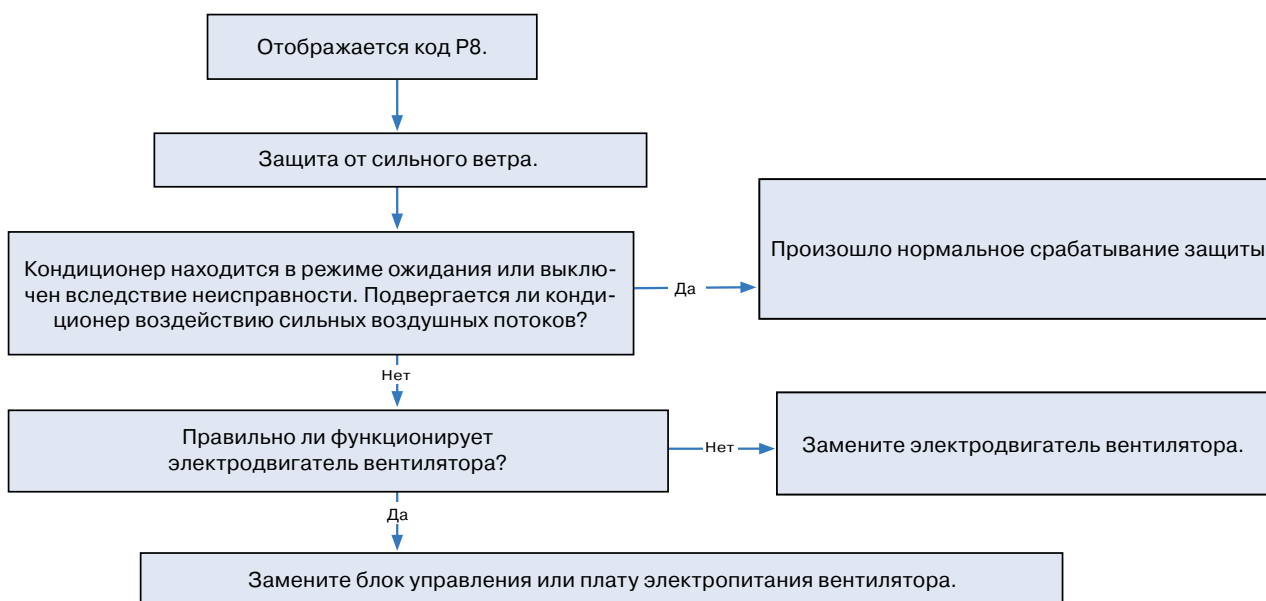 Отображается код P8.
Защита от сильного ветра.
Кондиционер находится в режиме ожидания или выклю-
чен вследствие неисправности. Подвергается ли конди-
ционер воздействию сильных воздушных потоков?
Да
Произошло нормальное срабатывание защиты
Нет
Правильно ли функционирует
электродвигатель вентилятора?
Нет
Замените электродвигатель вентилятора.
Да
Замените блок управления или плату электропитания вентилятора.